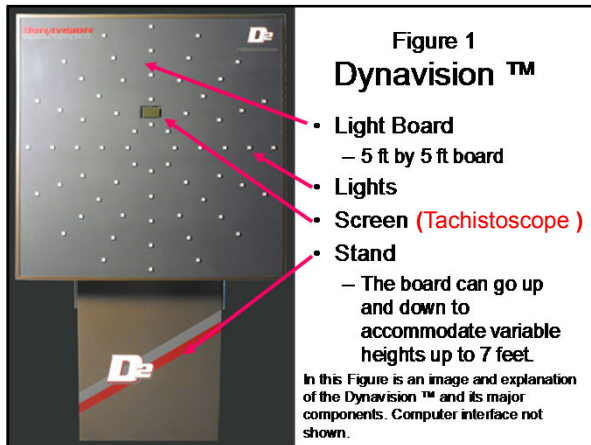 DYNAVISION
D2
Figure 1
Dynavision ™
• Light Board
– 5 ft by 5 ft board
• Lights
• Screen (Tachistoscope )
• Stand
– The board can go up
and down to
accommodate variable
heights up to 7 feet.
D2
In this Figure is an image and explanation
of the Dynavision ™ and its major
components. Computer interface not
shown.